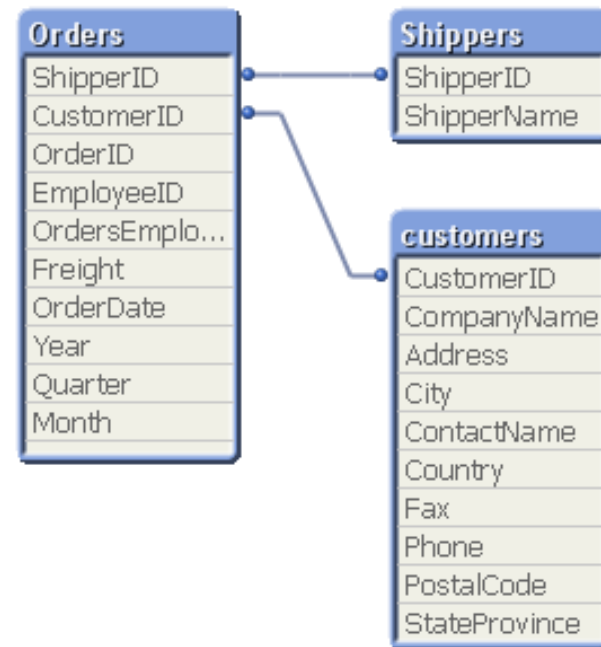 Orders
ShipperID
CustomerID
OrderID
EmployeeID
OrdersEmplo...
Freight
OrderDate
Year
Quarter
Month
Shippers
ShipperID
ShipperName
customers
CustomerID
CompanyName
Address
City
ContactName
Country
Fax
Phone
PostalCode
StateProvince